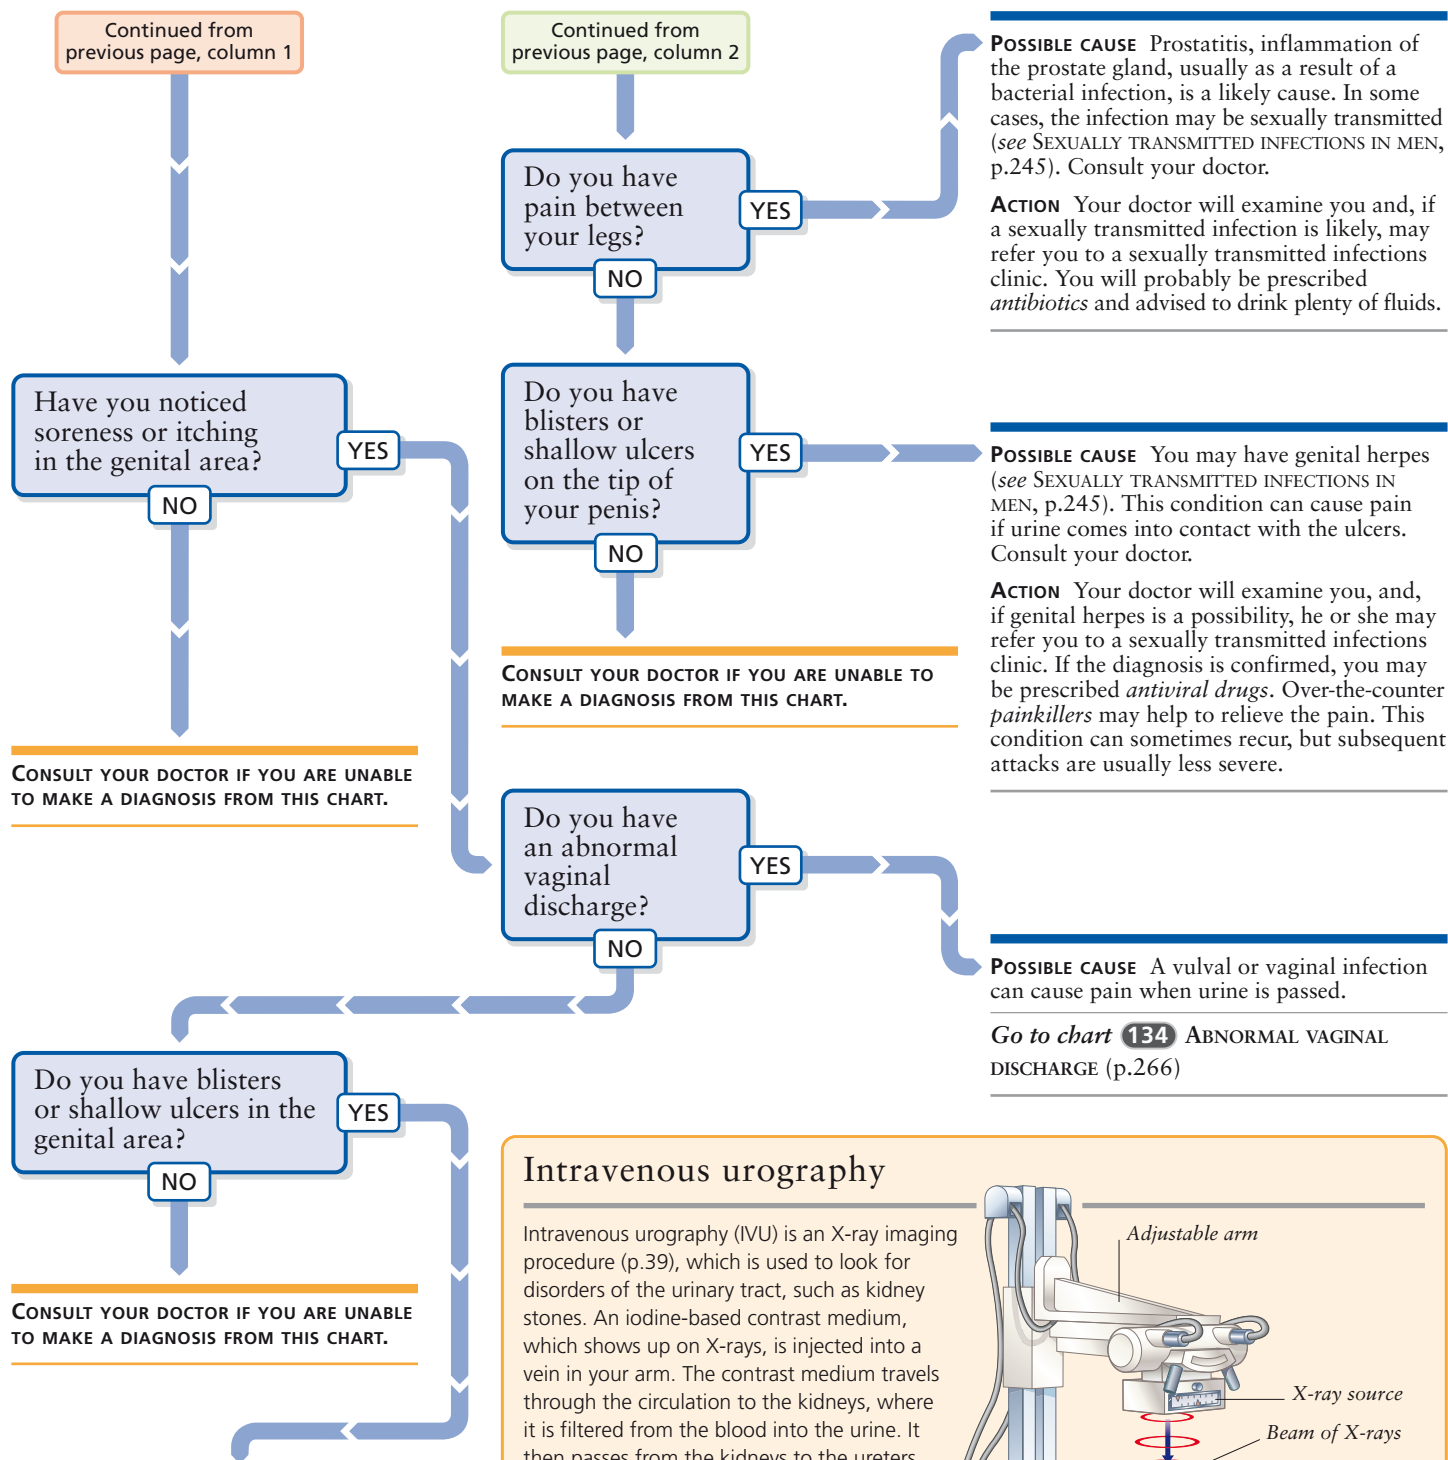 Continued from
previous page, column 1
Continued from
previous page, column 2
Do you have
pain between
your legs?
YES
NO
POSSIBLE CAUSE Prostatitis, inflammation of
the prostate gland, usually as a result of a
bacterial infection, is a likely cause. In some
cases, the infection may be sexually transmitted
(see SEXUALLY TRANSMITTED INFECTIONS IN MEN,
p.245). Consult your doctor.
ACTION Your doctor will examine you and, if
a sexually transmitted infection is likely, may
refer you to a sexually transmitted infections
clinic. You will probably be prescribed
antibiotics and advised to drink plenty of fluids.
Have you noticed
soreness or itching
in the genital area?
YES
NO
Do you have
blisters or
shallow ulcers
on the tip of
your penis?
YES
NO
POSSIBLE CAUSE You may have genital herpes
(see SEXUALLY TRANSMITTED INFECTIONS IN
MEN, p.245). This condition can cause pain
if urine comes into contact with the ulcers.
Consult your doctor.
ACTION Your doctor will examine you, and,
if genital herpes is a possibility, he or she may
refer you to a sexually transmitted infections
clinic. If the diagnosis is confirmed, you may
be prescribed antiviral drugs. Over-the-counter
painkillers may help to relieve the pain. This
condition can sometimes recur, but subsequent
attacks are usually less severe.
CONSULT YOUR DOCTOR IF YOU ARE UNABLE TO
MAKE A DIAGNOSIS FROM THIS CHART.
CONSULT YOUR DOCTOR IF YOU ARE UNABLE
TO MAKE A DIAGNOSIS FROM THIS CHART.
Do you have
an abnormal
vaginal
discharge?
YES
NO
POSSIBLE CAUSE A vulval or vaginal infection
can cause pain when urine is passed.
Go to chart 134 ABNORMAL VAGINAL
DISCHARGE (p.266)
Do you have blisters
or shallow ulcers in the
genital area?
YES
NO
CONSULT YOUR DOCTOR IF YOU ARE UNABLE
TO MAKE A DIAGNOSIS FROM THIS CHART.
Intravenous urography
Intravenous urography (IVU) is an X-ray imaging
procedure (p.39), which is used to look for
disorders of the urinary tract, such as kidney
stones. An iodine-based contrast medium,
which shows up on X-rays, is injected into a
vein in your arm. The contrast medium travels
through the circulation to the kidneys, where
it is filtered from the blood into the urine. It
then passes from the kidneys to the ureters
Adjustable arm
X-ray source
Beam of X-rays